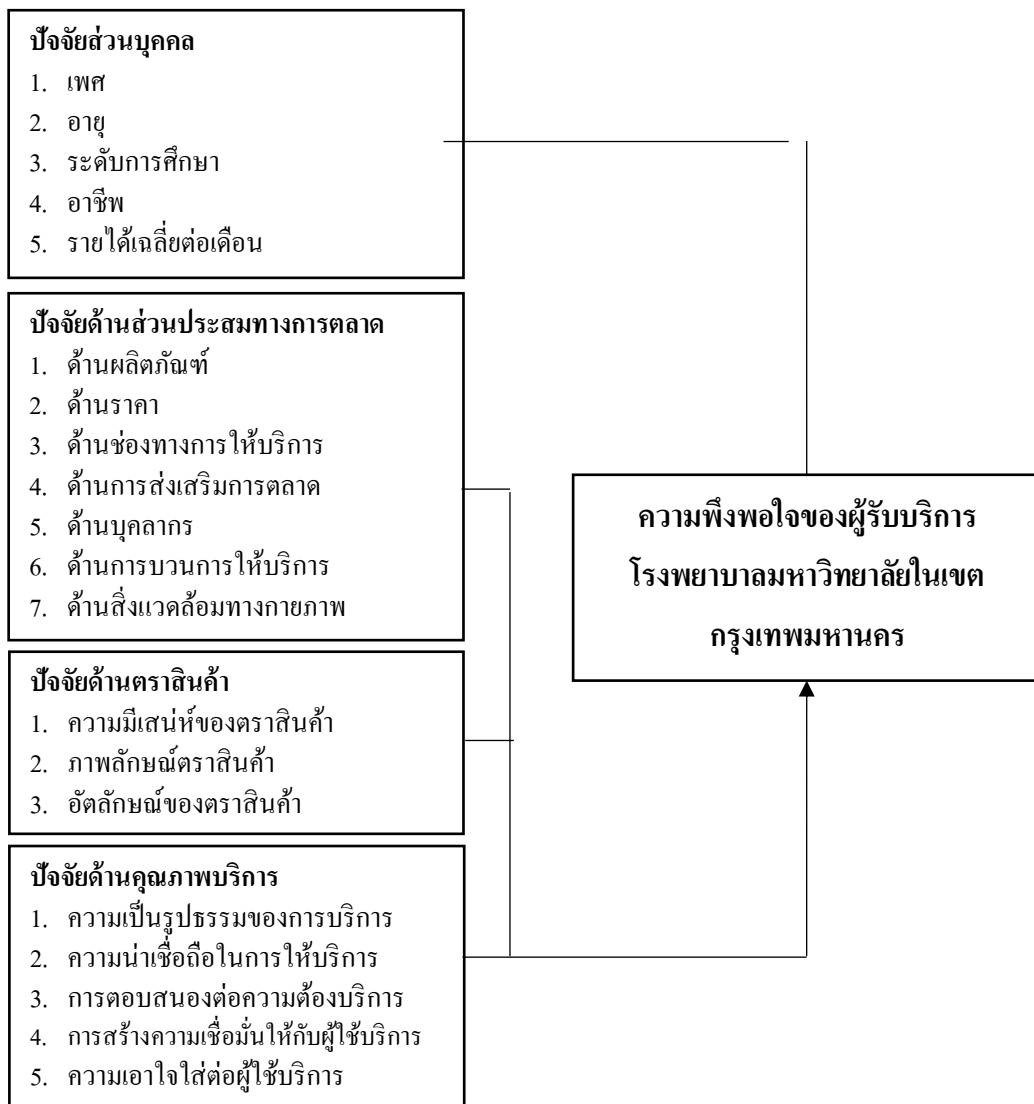 ปัจจัยส่วนบุคคล
1. เพศ
2. อายุ
3. ระดับการศึกษา
4. อาชีพ
5. รายได้เฉลี่ยต่อเดือน
ปัจจัยด้านส่วนประสมทางการตลาด
1. ด้านผลิตภัณฑ์
2. ด้านราคา
3. ด้านช่องทางการให้บริการ
4. ด้านการส่งเสริมการตลาด
5. ด้านบุคลากร
6. ด้านการบวนการให้บริการ
7. ด้านสิ่งแวดล้อมทางกายภาพ
ปัจจัยด้านตราสินค้า
1. ความมีเสน่ห์ของตราสินค้า
2. ภาพลักษณ์ตราสินค้า
3. อัตลักษณ์ของตราสินค้า
ปัจจัยด้านคุณภาพบริการ
1. ความเป็นรูปธรรมของการบริการ
2. ความน่าเชื่อถือในการให้บริการ
3. การตอบสนองต่อความต้องบริการ
4. การสร้างความเชื่อมั่นให้กับผู้ใช้บริการ
5. ความเอาใจใส่ต่อผู้ใช้บริการ
ความพึงพอใจของผู้รับบริการ
โรงพยาบาลมหาวิทยาลัยในเขต
กรุงเทพมหานคร